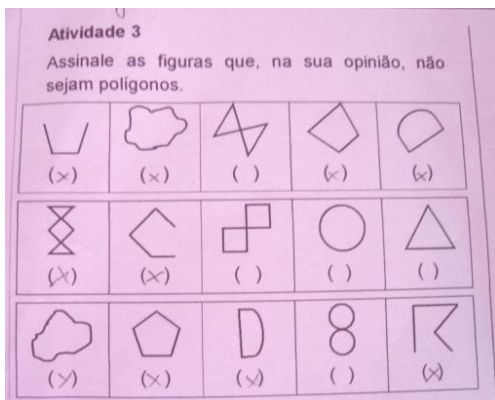 Atividade 3
Assinale as figuras que, na sua opinião, não
sejam polígonos.
(x) (x) ( ) (x) (x)
(x) (x) ( ) ( ) ( )
(y) (x) (x) ( ) (x)